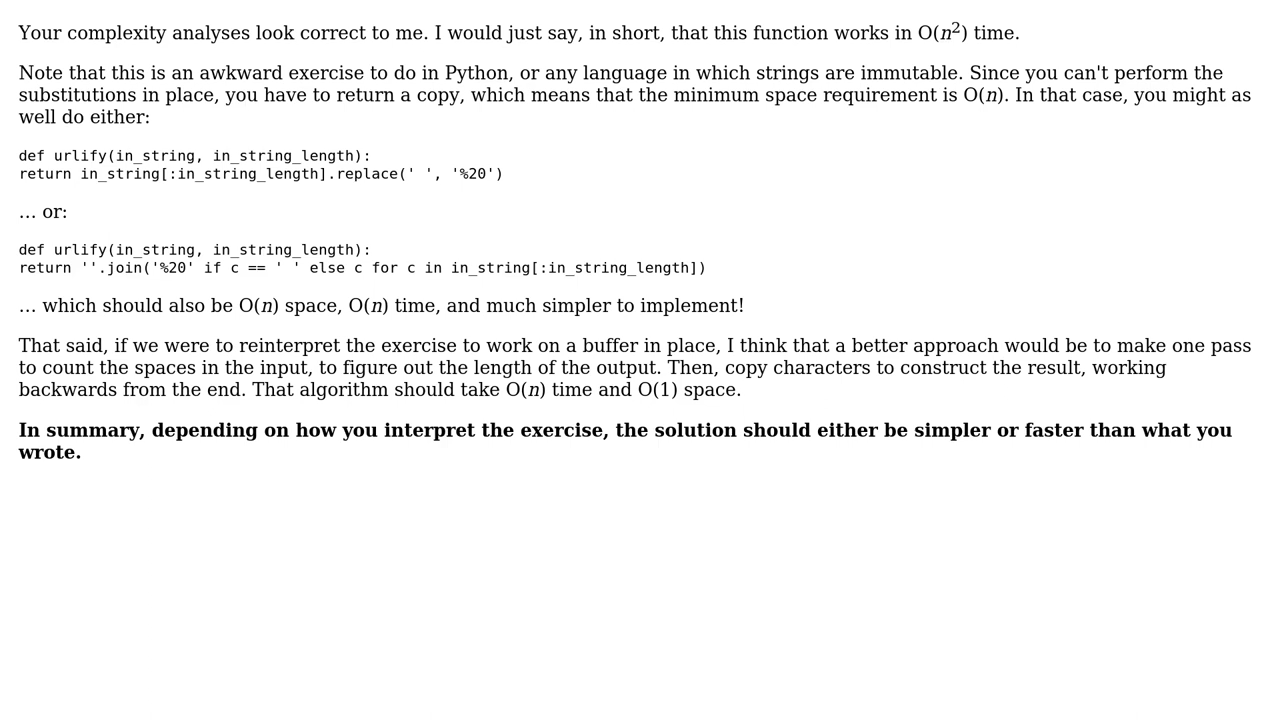 Your complexity analyses look correct to me. I would just say, in short, that this function works in O(n²) time.
Note that this is an awkward exercise to do in Python, or any language in which strings are immutable. Since you can't perform the
substitutions in place, you have to return a copy, which means that the minimum space requirement is O(n). In that case, you might as
well do either:
def urlify(in_string, in_string_length):
return in_string[:in_string_length].replace(' ', '%20')
… or:
def urlify(in_string, in_string_length):
return ''.join('%20' if c == ' ' else c for c in in_string[:in_string_length])
… which should also be O(n) space, O(n) time, and much simpler to implement!
That said, if we were to reinterpret the exercise to work on a buffer in place, I think that a better approach would be to make one pass
to count the spaces in the input, to figure out the length of the output. Then, copy characters to construct the result, working
backwards from the end. That algorithm should take O(n) time and O(1) space.
In summary, depending on how you interpret the exercise, the solution should either be simpler or faster than what you
wrote.